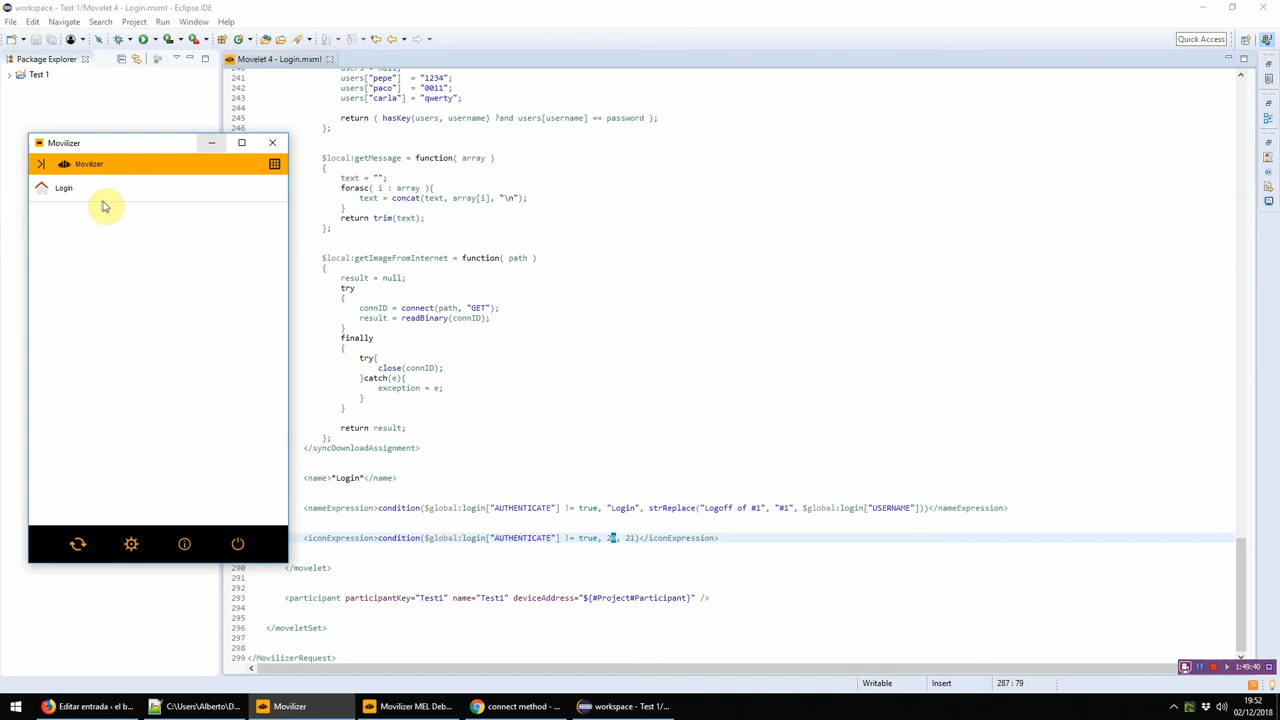 workspace - Test 1/Movelet 4 - Login.mxml - Eclipse IDE
File Edit Navigate Search Project Run Window Help
Quick Access
Package Explorer
Test 1
Movelet 4 - Login.mxml
240 users = null;
241 users["pepe"] = "1234";
242 users["paco"] = "0011";
243 users["carla"] = "qwerty";
244
245 return ( hasKey(users, username) ?and users[username] == password );
246 };
$local:getMessage = function( array )
{
text = "";
forasc( i : array ){
text = concat(text, array[i], "\n");
}
return trim(text);
};
$local:getImageFromInternet = function( path )
{
result = null;
try
{
connID = connect(path, "GET");
result = readBinary(connID);
}
finally
{
try{
close(connID);
}catch(e){
exception = e;
}
}
return result;
};
</syncDownloadAssignment>
<name>"Login"</name>
<nameExpression>condition($global:login["AUTHENTICATE"] != true, "Login", strReplace("Logoff of #1", "#1", $global:login["USERNAME"]))</nameExpression>
<iconExpression>condition($global:login["AUTHENTICATE"] != true, 20, 21)</iconExpression>
290 </movelet>
291
292
293 <participant participantKey="Test1" name="Test1" deviceAddress="${#Project#Participant}" />
294
295
296 </moveletSet>
297
298
299 </MovilizerRequest>
Movilizer
Movilizer
Login
1:49:40
Writable Insert 287 : 79
Editar entrada ‹ el b...
C:\Users\Alberto\D...
Movilizer
Movilizer MEL Deb...
connect method - ...
workspace - Test 1/...
19:52
02/12/2018